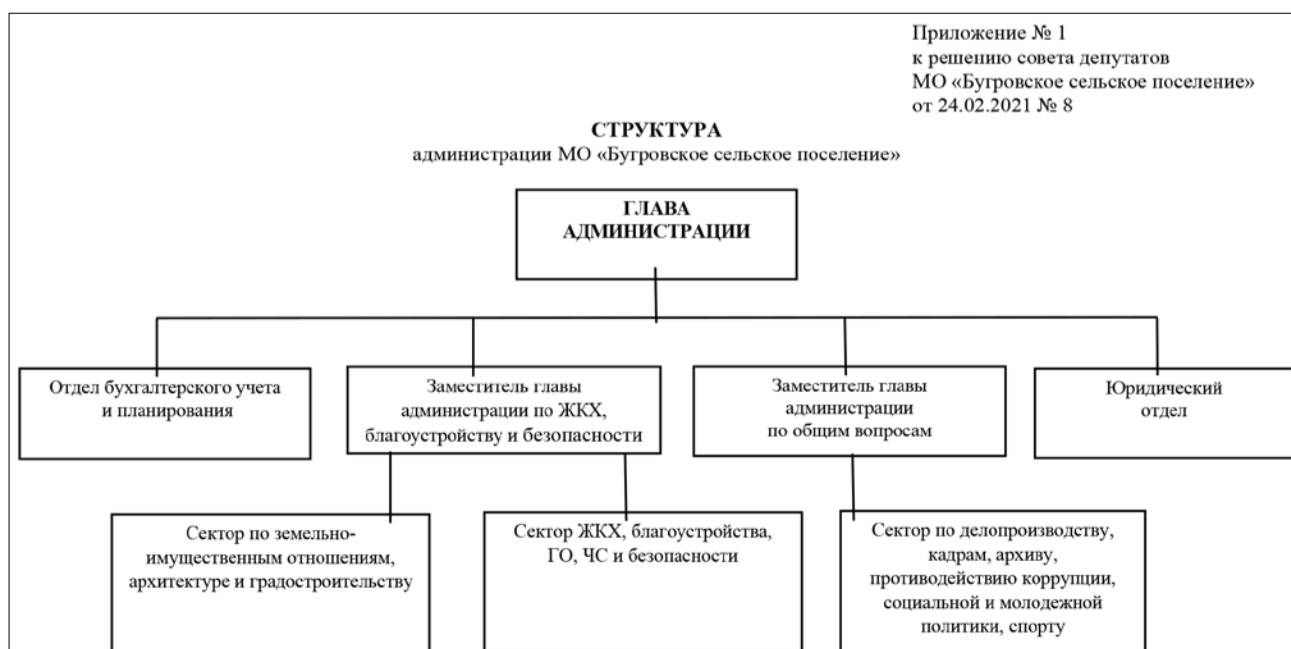 Приложение № 1
к решению совета депутатов
МО «Бугровское сельское поселение»
от 24.02.2021 № 8
СТРУКТУРА
администрации МО «Бугровское сельское поселение»
ГЛАВА
АДМИНИСТРАЦИИ
Отдел бухгалтерского учета
и планирования
Заместитель главы
администрации по ЖКХ,
благоустройству и безопасности
Заместитель главы
администрации
по общим вопросам
Юридический
отдел
Сектор по земельно-
имущественным отношениям,
архитектуре и градостроительству
Сектор ЖКХ, благоустройства,
ГО, ЧС и безопасности
Сектор по делопроизводству,
кадрам, архиву,
противодействию коррупции,
социальной и молодежной
политики, спорту